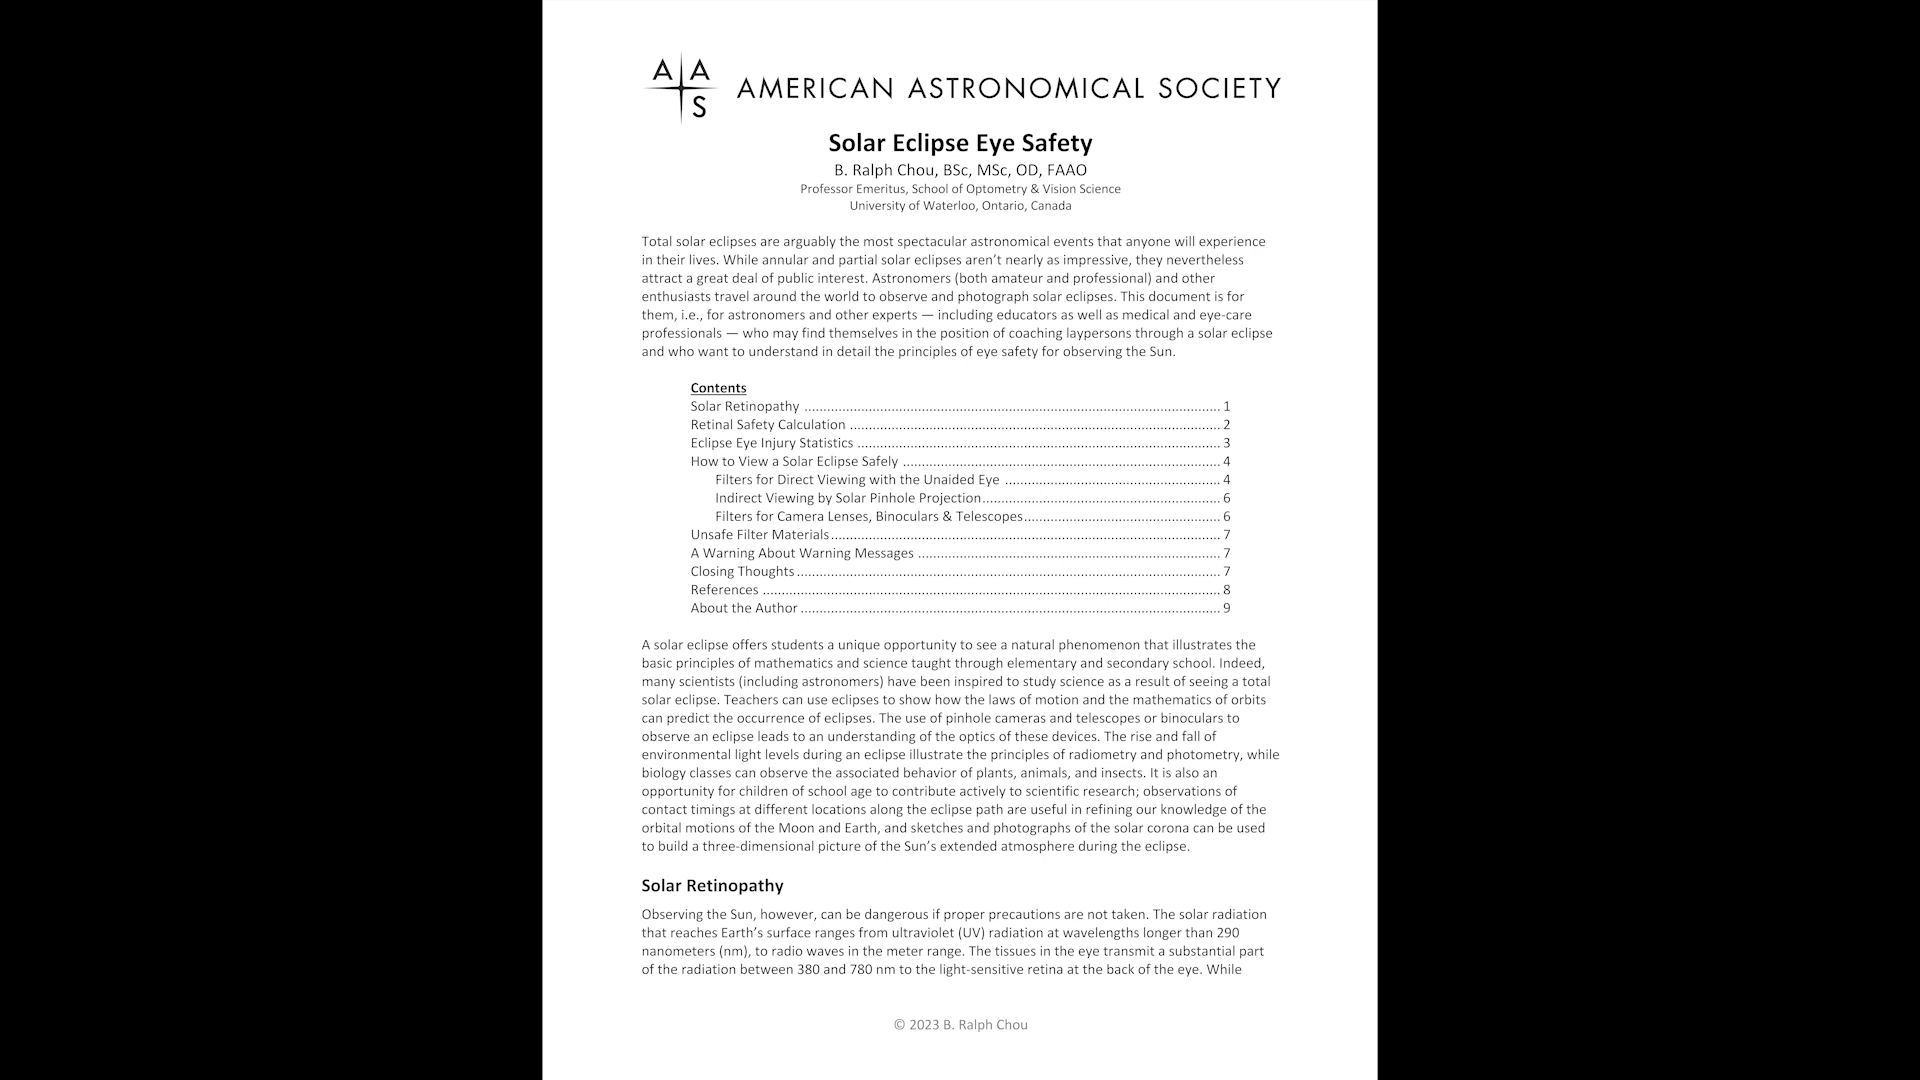 A A
S
AMERICAN ASTRONOMICAL SOCIETY
Solar Eclipse Eye Safety
B. Ralph Chou, BSc, MSc, OD, FAAO
Professor Emeritus, School of Optometry & Vision Science
University of Waterloo, Ontario, Canada
Total solar eclipses are arguably the most spectacular astronomical events that anyone will experience
in their lives. While annular and partial solar eclipses aren’t nearly as impressive, they nevertheless
attract a great deal of public interest. Astronomers (both amateur and professional) and other
enthusiasts travel around the world to observe and photograph solar eclipses. This document is for
them, i.e., for astronomers and other experts — including educators as well as medical and eye-care
professionals — who may find themselves in the position of coaching laypersons through a solar eclipse
and who want to understand in detail the principles of eye safety for observing the Sun.
Contents
Solar Retinopathy ........................................ 1
Retinal Safety Calculation ........................................ 2
Eclipse Eye Injury Statistics ........................................ 3
How to View a Solar Eclipse Safely ........................................ 4
Filters for Direct Viewing with the Unaided Eye ........................................ 4
Indirect Viewing by Solar Pinhole Projection........................................ 6
Filters for Camera Lenses, Binoculars & Telescopes........................................ 6
Unsafe Filter Materials........................................ 7
A Warning About Warning Messages ........................................ 7
Closing Thoughts........................................ 7
References ........................................ 8
About the Author ........................................ 9
A solar eclipse offers students a unique opportunity to see a natural phenomenon that illustrates the
basic principles of mathematics and science taught through elementary and secondary school. Indeed,
many scientists (including astronomers) have been inspired to study science as a result of seeing a total
solar eclipse. Teachers can use eclipses to show how the laws of motion and the mathematics of orbits
can predict the occurrence of eclipses. The use of pinhole cameras and telescopes or binoculars to
observe an eclipse leads to an understanding of the optics of these devices. The rise and fall of
environmental light levels during an eclipse illustrate the principles of radiometry and photometry, while
biology classes can observe the associated behavior of plants, animals, and insects. It is also an
opportunity for children of school age to contribute actively to scientific research; observations of
contact timings at different locations along the eclipse path are useful in refining our knowledge of the
orbital motions of the Moon and Earth, and sketches and photographs of the solar corona can be used
to build a three-dimensional picture of the Sun’s extended atmosphere during the eclipse.
Solar Retinopathy
Observing the Sun, however, can be dangerous if proper precautions are not taken. The solar radiation
that reaches Earth’s surface ranges from ultraviolet (UV) radiation at wavelengths longer than 290
nanometers (nm), to radio waves in the meter range. The tissues in the eye transmit a substantial part
of the radiation between 380 and 780 nm to the light-sensitive retina at the back of the eye. While
© 2023 B. Ralph Chou